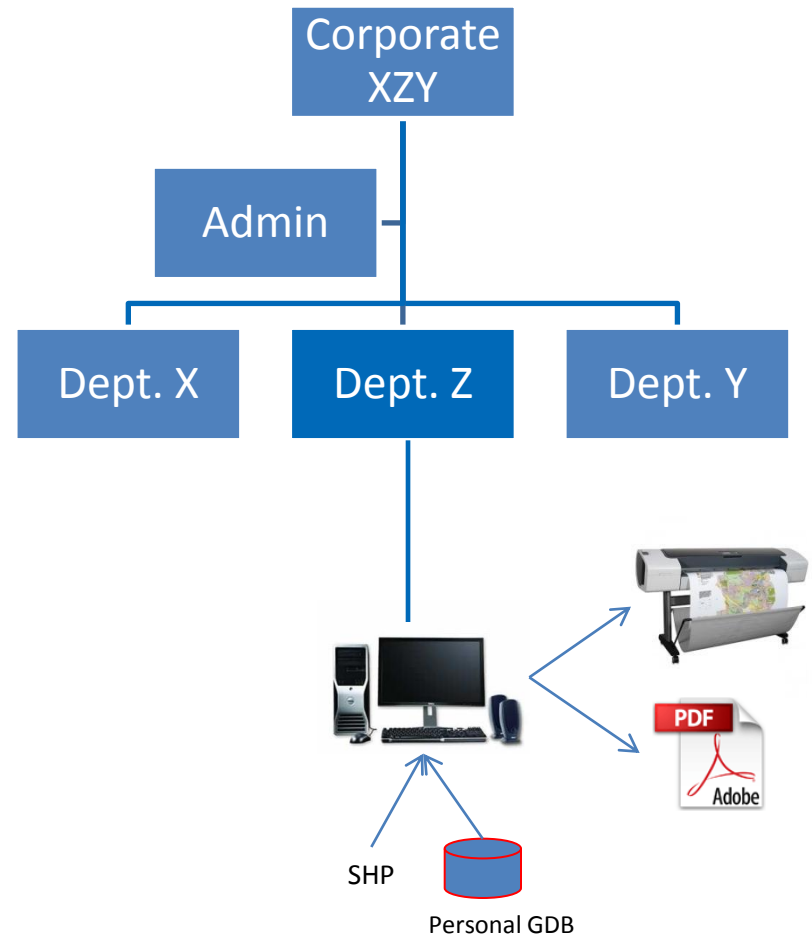 Corporate
XZY
Admin
Dept. X
Dept. Z
Dept. Y
PDF
Adobe
SHP
Personal GDB